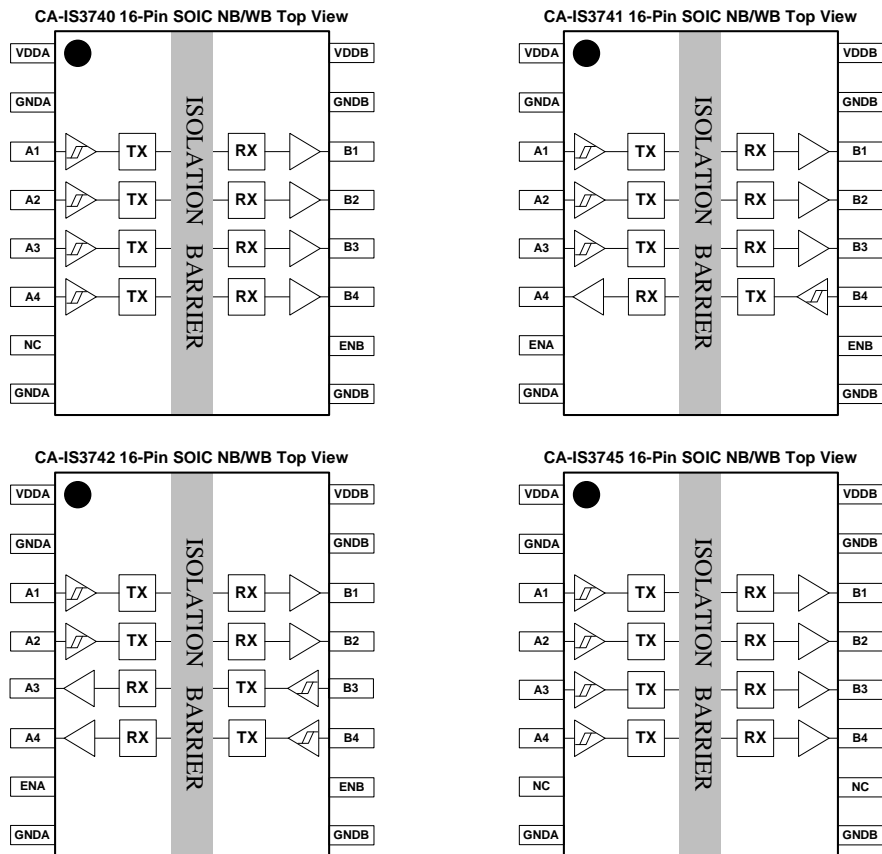 CA-IS3740 16-Pin SOIC NB/WB Top View
VDDA
VDDB
GNDA
GNDB
ISOLATION BARRIER
A1
TX
RX
B1
A2
TX
RX
B2
A3
TX
RX
B3
A4
TX
RX
B4
NC
ENB
GNDA
GNDB
CA-IS3741 16-Pin SOIC NB/WB Top View
VDDA
VDDB
GNDA
GNDB
ISOLATION BARRIER
A1
TX
RX
B1
A2
TX
RX
B2
A3
TX
RX
B3
A4
RX
TX
B4
ENA
ENB
GNDA
GNDB
CA-IS3742 16-Pin SOIC NB/WB Top View
VDDA
VDDB
GNDA
GNDB
ISOLATION BARRIER
A1
TX
RX
B1
A2
TX
RX
B2
A3
RX
TX
B3
A4
RX
TX
B4
ENA
ENB
GNDA
GNDB
CA-IS3745 16-Pin SOIC NB/WB Top View
VDDA
VDDB
GNDA
GNDB
ISOLATION BARRIER
A1
TX
RX
B1
A2
TX
RX
B2
A3
TX
RX
B3
A4
TX
RX
B4
NC
NC
GNDA
GNDB